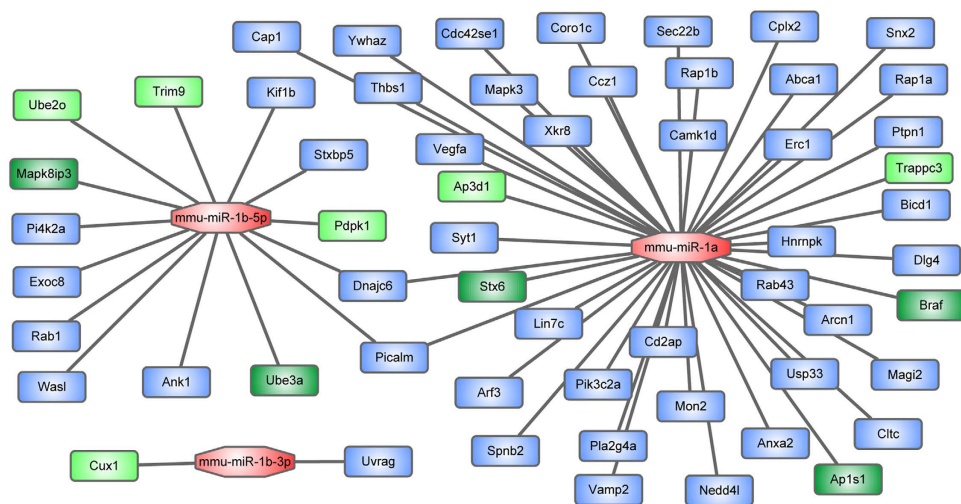 Cap1
Ywhaz
Cdc42se1
Coro1c
Sec22b
Cplx2
Snx2
Ube2o
Trim9
Kif1b
Thbs1
Mapk3
Ccz1
Rap1b
Abca1
Rap1a
Xkr8
Camk1d
Erc1
Ptpn1
Stxbp5
Vegfa
Mapk8ip3
Ap3d1
Trappc3
mmu-miR-1b-5p
Pdpk1
Bicd1
Pi4k2a
Syt1
mmu-miR-1a
Hnrnpk
Dlg4
Exoc8
Dnajc6
Stx6
Rab43
Braf
Rab1
Lin7c
Arcn1
Picalm
Cd2ap
Wasl
Ank1
Ube3a
Arf3
Pik3c2a
Usp33
Magi2
Mon2
Cltc
Spnb2
Pla2g4a
Anxa2
Cux1
mmu-miR-1b-3p
Uvrag
Vamp2
Nedd4l
Ap1s1